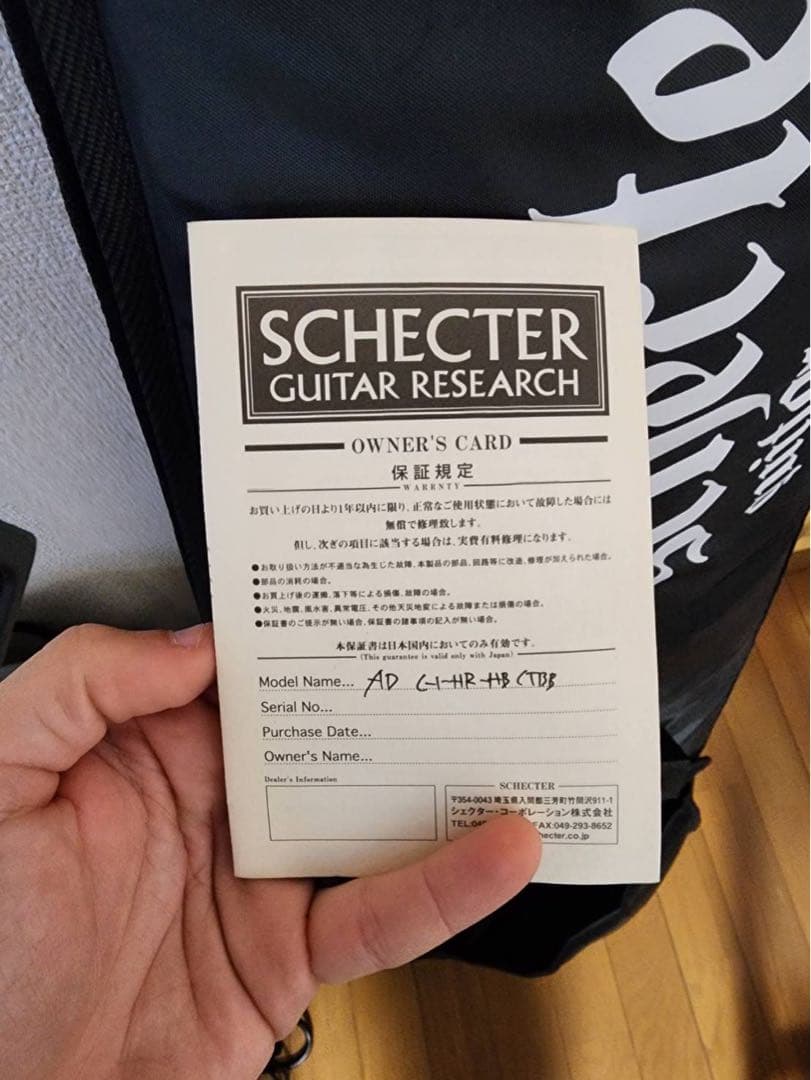 SCHECTER
GUITAR RESEARCH
OWNER'S CARD
保証規定
WARRNTY
お買い上げの日より1年以内に限り、正常なご使用状態において故障した場合には
無償で修理致します。
但し、次ぎの項目に該当する場合は、実費有料修理になります。
●お取り扱い方法が不適当な為生じた故障、本製品の部品、回路等に改造、修理が加えられた場合。
●部品の消耗の場合。
●お買上げ後の運搬、落下等による損傷、故障の場合。
●火災、地震、風水害、異常電圧、その他天災地変による故障または損傷の場合。
●保証書のご提示が無い場合、保証書の諸事項の記入が無い場合。
本保証書は日本国内においてのみ有効です。
(This guarantee is valid only with Japan)
Model Name... AD C-1-HR-HB CTBB
Serial No...
Purchase Date...
Owner's Name...
Dealer's Information
SCHECTER
〒354-0043 埼玉県入間郡三芳町竹間沢911-1
シェクター・コーポレーション株式会社
TEL:04 FAX:049-293-8652
hecter.co.jp